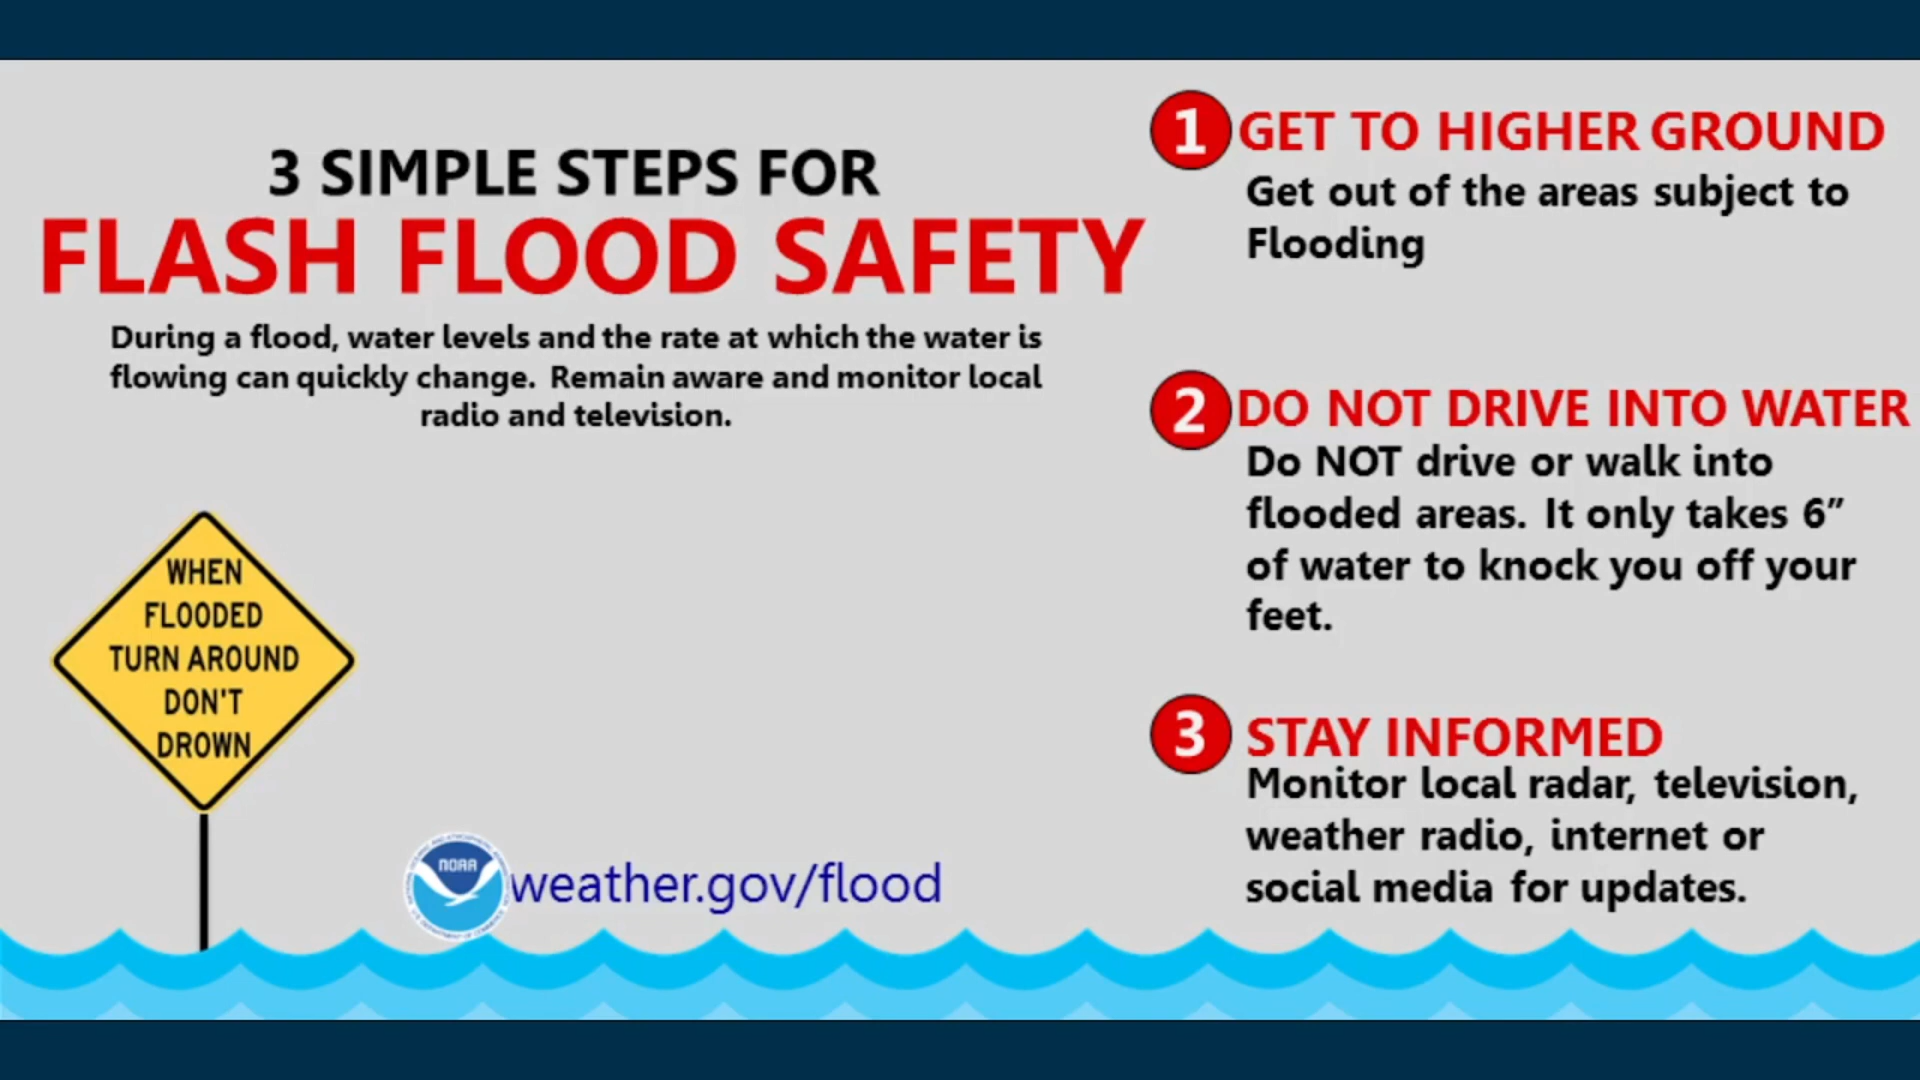 3 SIMPLE STEPS FOR
FLASH FLOOD SAFETY
During a flood, water levels and the rate at which the water is
flowing can quickly change. Remain aware and monitor local
radio and television.
WHEN
FLOODED
TURN AROUND
DON'T
DROWN
NOAA
weather.gov/flood
1 GET TO HIGHER GROUND
Get out of the areas subject to
Flooding
2 DO NOT DRIVE INTO WATER
Do NOT drive or walk into
flooded areas. It only takes 6”
of water to knock you off your
feet.
3 STAY INFORMED
Monitor local radar, television,
weather radio, internet or
social media for updates.